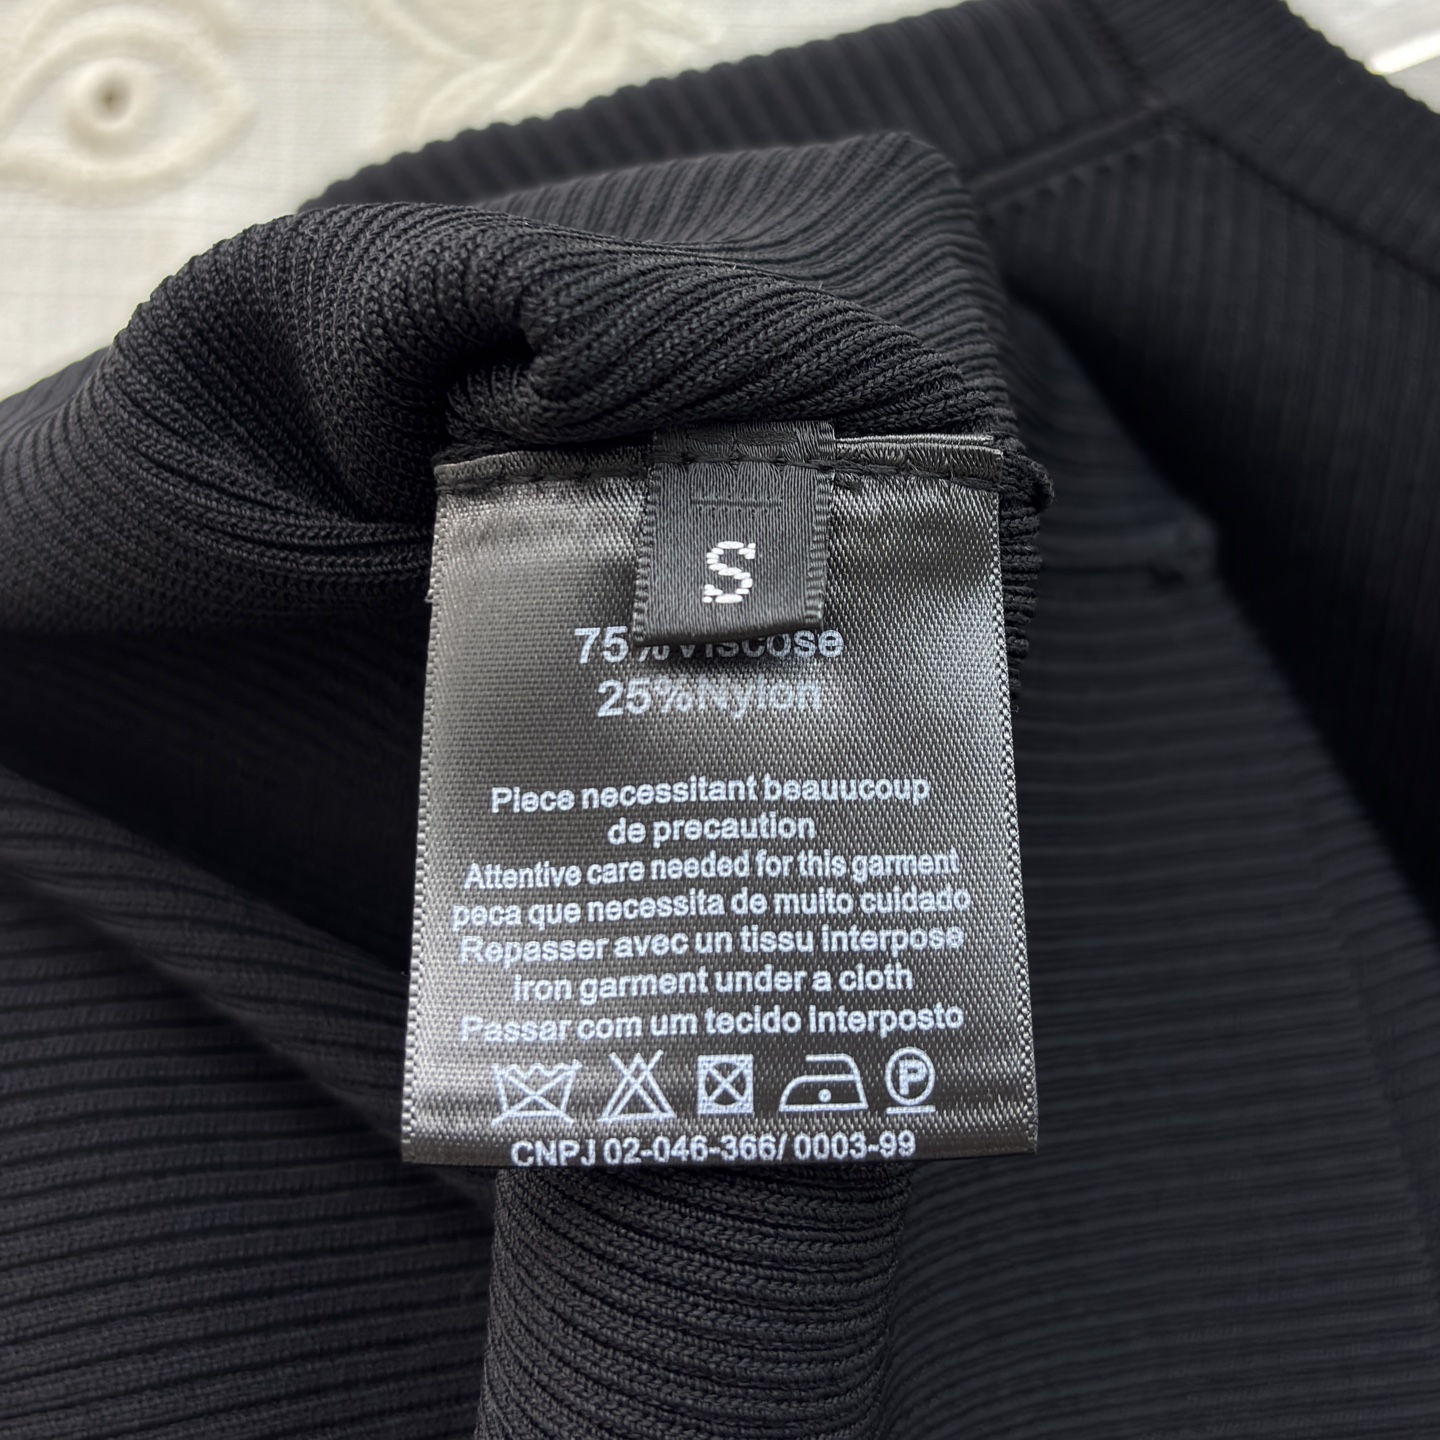 S
75%Viscose
25%Nylon
Piece necessitant beauucoup
de precaution
Attentive care needed for this garment
peca que necessita de muito cuidado
Repasser avec un tissu interpose
iron garment under a cloth
Passar com um tecido interposto
P
CNPJ 02-046-366/ 0003-99